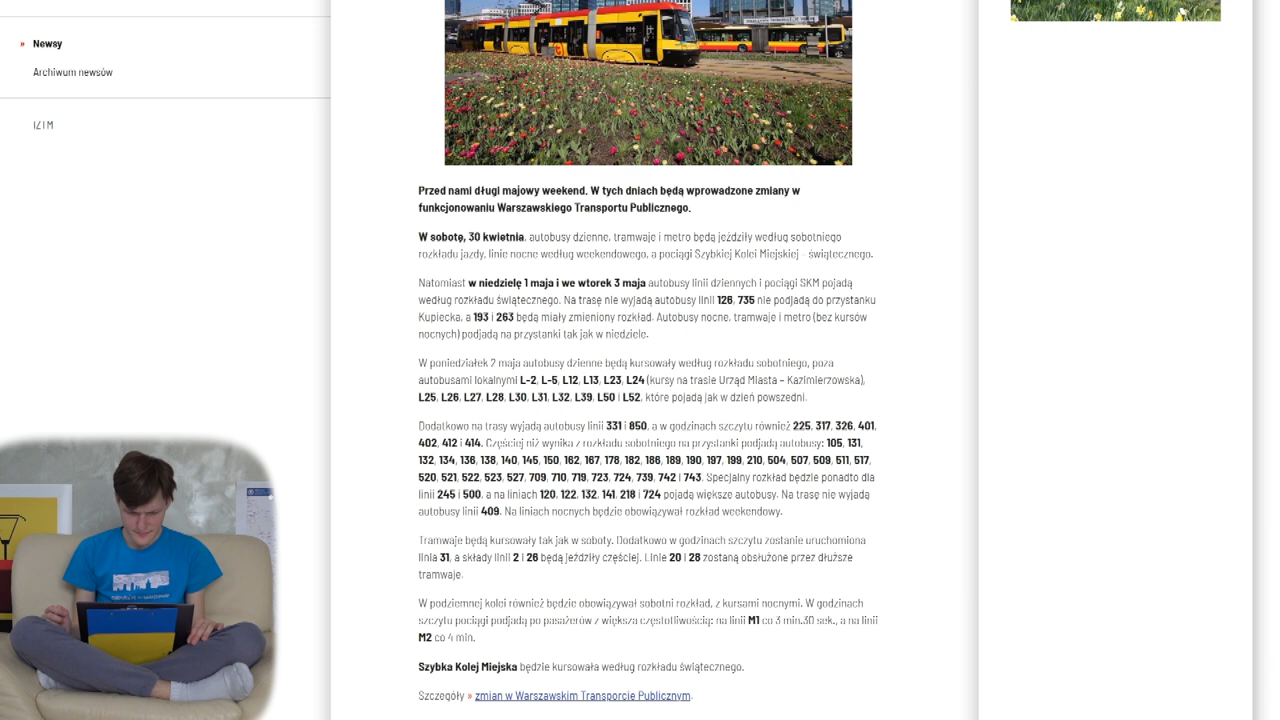 » Newsy
Archiwum newsów
IZIM
Przed nami długi majowy weekend. W tych dniach będą wprowadzone zmiany w
funkcjonowaniu Warszawskiego Transportu Publicznego.
W sobotę, 30 kwietnia, autobusy dzienne, tramwaje i metro będą jeździły według sobotniego
rozkładu jazdy, linie nocne według weekendowego, a pociągi Szybkiej Kolei Miejskiej – świątecznego.
Natomiast w niedzielę 1 maja i we wtorek 3 maja autobusy linii dziennych i pociągi SKM pojadą
według rozkładu świątecznego. Na trasę nie wyjadą autobusy linii 126, 735 nie podjadą do przystanku
Kupiecka, a 193 i 263 będą miały zmieniony rozkład. Autobusy nocne, tramwaje i metro (bez kursów
nocnych) podjadą na przystanki tak jak w niedziele.
W poniedziałek 2 maja autobusy dzienne będą kursowały według rozkładu sobotniego, poza
autobusami lokalnymi L-2, L-5, L12, L13, L23, L24 (kursy na trasie Urząd Miasta – Kazimierzowska),
L25, L26, L27, L28, L30, L31, L32, L39, L50 i L52, które pojadą jak w dzień powszedni.
Dodatkowo na trasy wyjadą autobusy linii 331 i 850, a w godzinach szczytu również 225, 317, 326, 401,
402, 412 i 414. Częściej niż wynika z rozkładu sobotniego na przystanki podjadą autobusy: 105, 131,
132, 134, 136, 138, 140, 145, 150, 162, 167, 178, 182, 186, 189, 190, 197, 199, 210, 504, 507, 509, 511, 517,
520, 521, 522, 523, 527, 709, 710, 719, 723, 724, 739, 742 i 743. Specjalny rozkład będzie ponadto dla
linii 245 i 500, a na liniach 120, 122, 132, 141, 218 i 724 pojadą większe autobusy. Na trasę nie wyjadą
autobusy linii 409. Na liniach nocnych będzie obowiązywał rozkład weekendowy.
Tramwaje będą kursowały tak jak w soboty. Dodatkowo w godzinach szczytu zostanie uruchomiona
linia 31, a składy linii 2 i 26 będą jeździły częściej. Linie 20 i 28 zostaną obsłużone przez dłuższe
tramwaje.
W podziemnej kolei również będzie obowiązywał sobotni rozkład, z kursami nocnymi. W godzinach
szczytu pociągi podjadą po pasażerów z większa częstotliwością: na linii M1 co 3 min.30 sek., a na linii
M2 co 4 min.
Szybka Kolej Miejska będzie kursowała według rozkładu świątecznego.
Szczegóły » zmian w Warszawskim Transporcie Publicznym.